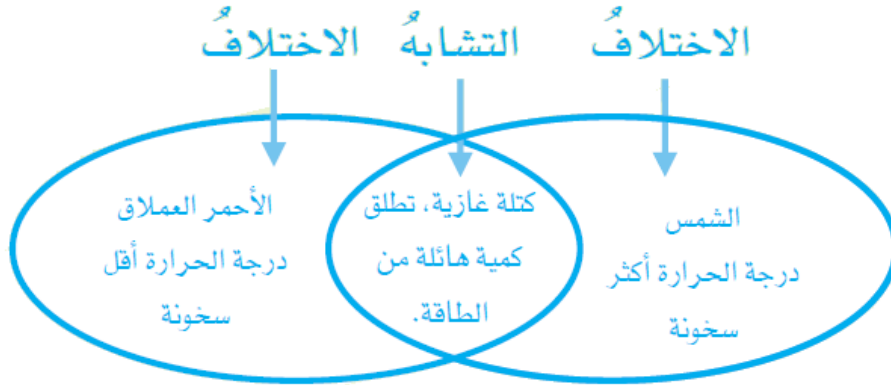 الاختلافُ
التشابهُ
الاختلافُ
الشمس
درجة الحرارة أكثر
سخونة
كتلة غازية، تطلق
كمية هائلة من
الطاقة.
الأحمر العملاق
درجة الحرارة أقل
سخونة